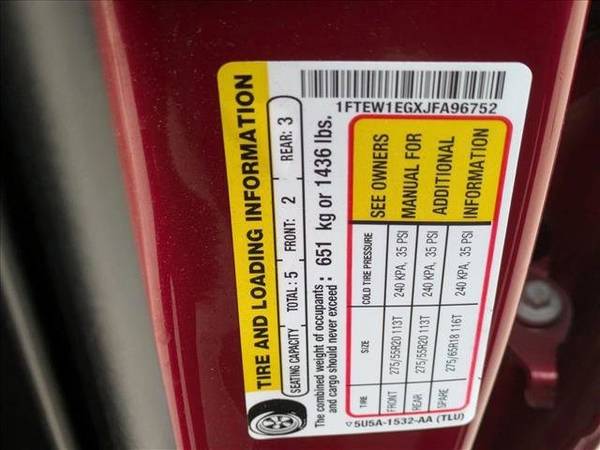 1FTEW1EGXJFA96752
TIRE AND LOADING INFORMATION
SEATING CAPACITY TOTAL: 5 FRONT: 2 REAR: 3
The combined weight of occupants
and cargo should never exceed : 651 kg or 1436 lbs.
TIRE SIZE COLD TIRE PRESSURE SEE OWNERS
FRONT 275/55R20 113T 240 KPA, 35 PSI MANUAL FOR
REAR 275/55R20 113T 240 KPA, 35 PSI ADDITIONAL
SPARE 275/65R18 116T 240 KPA, 35 PSI INFORMATION
5U5A-1532-AA (TLU)